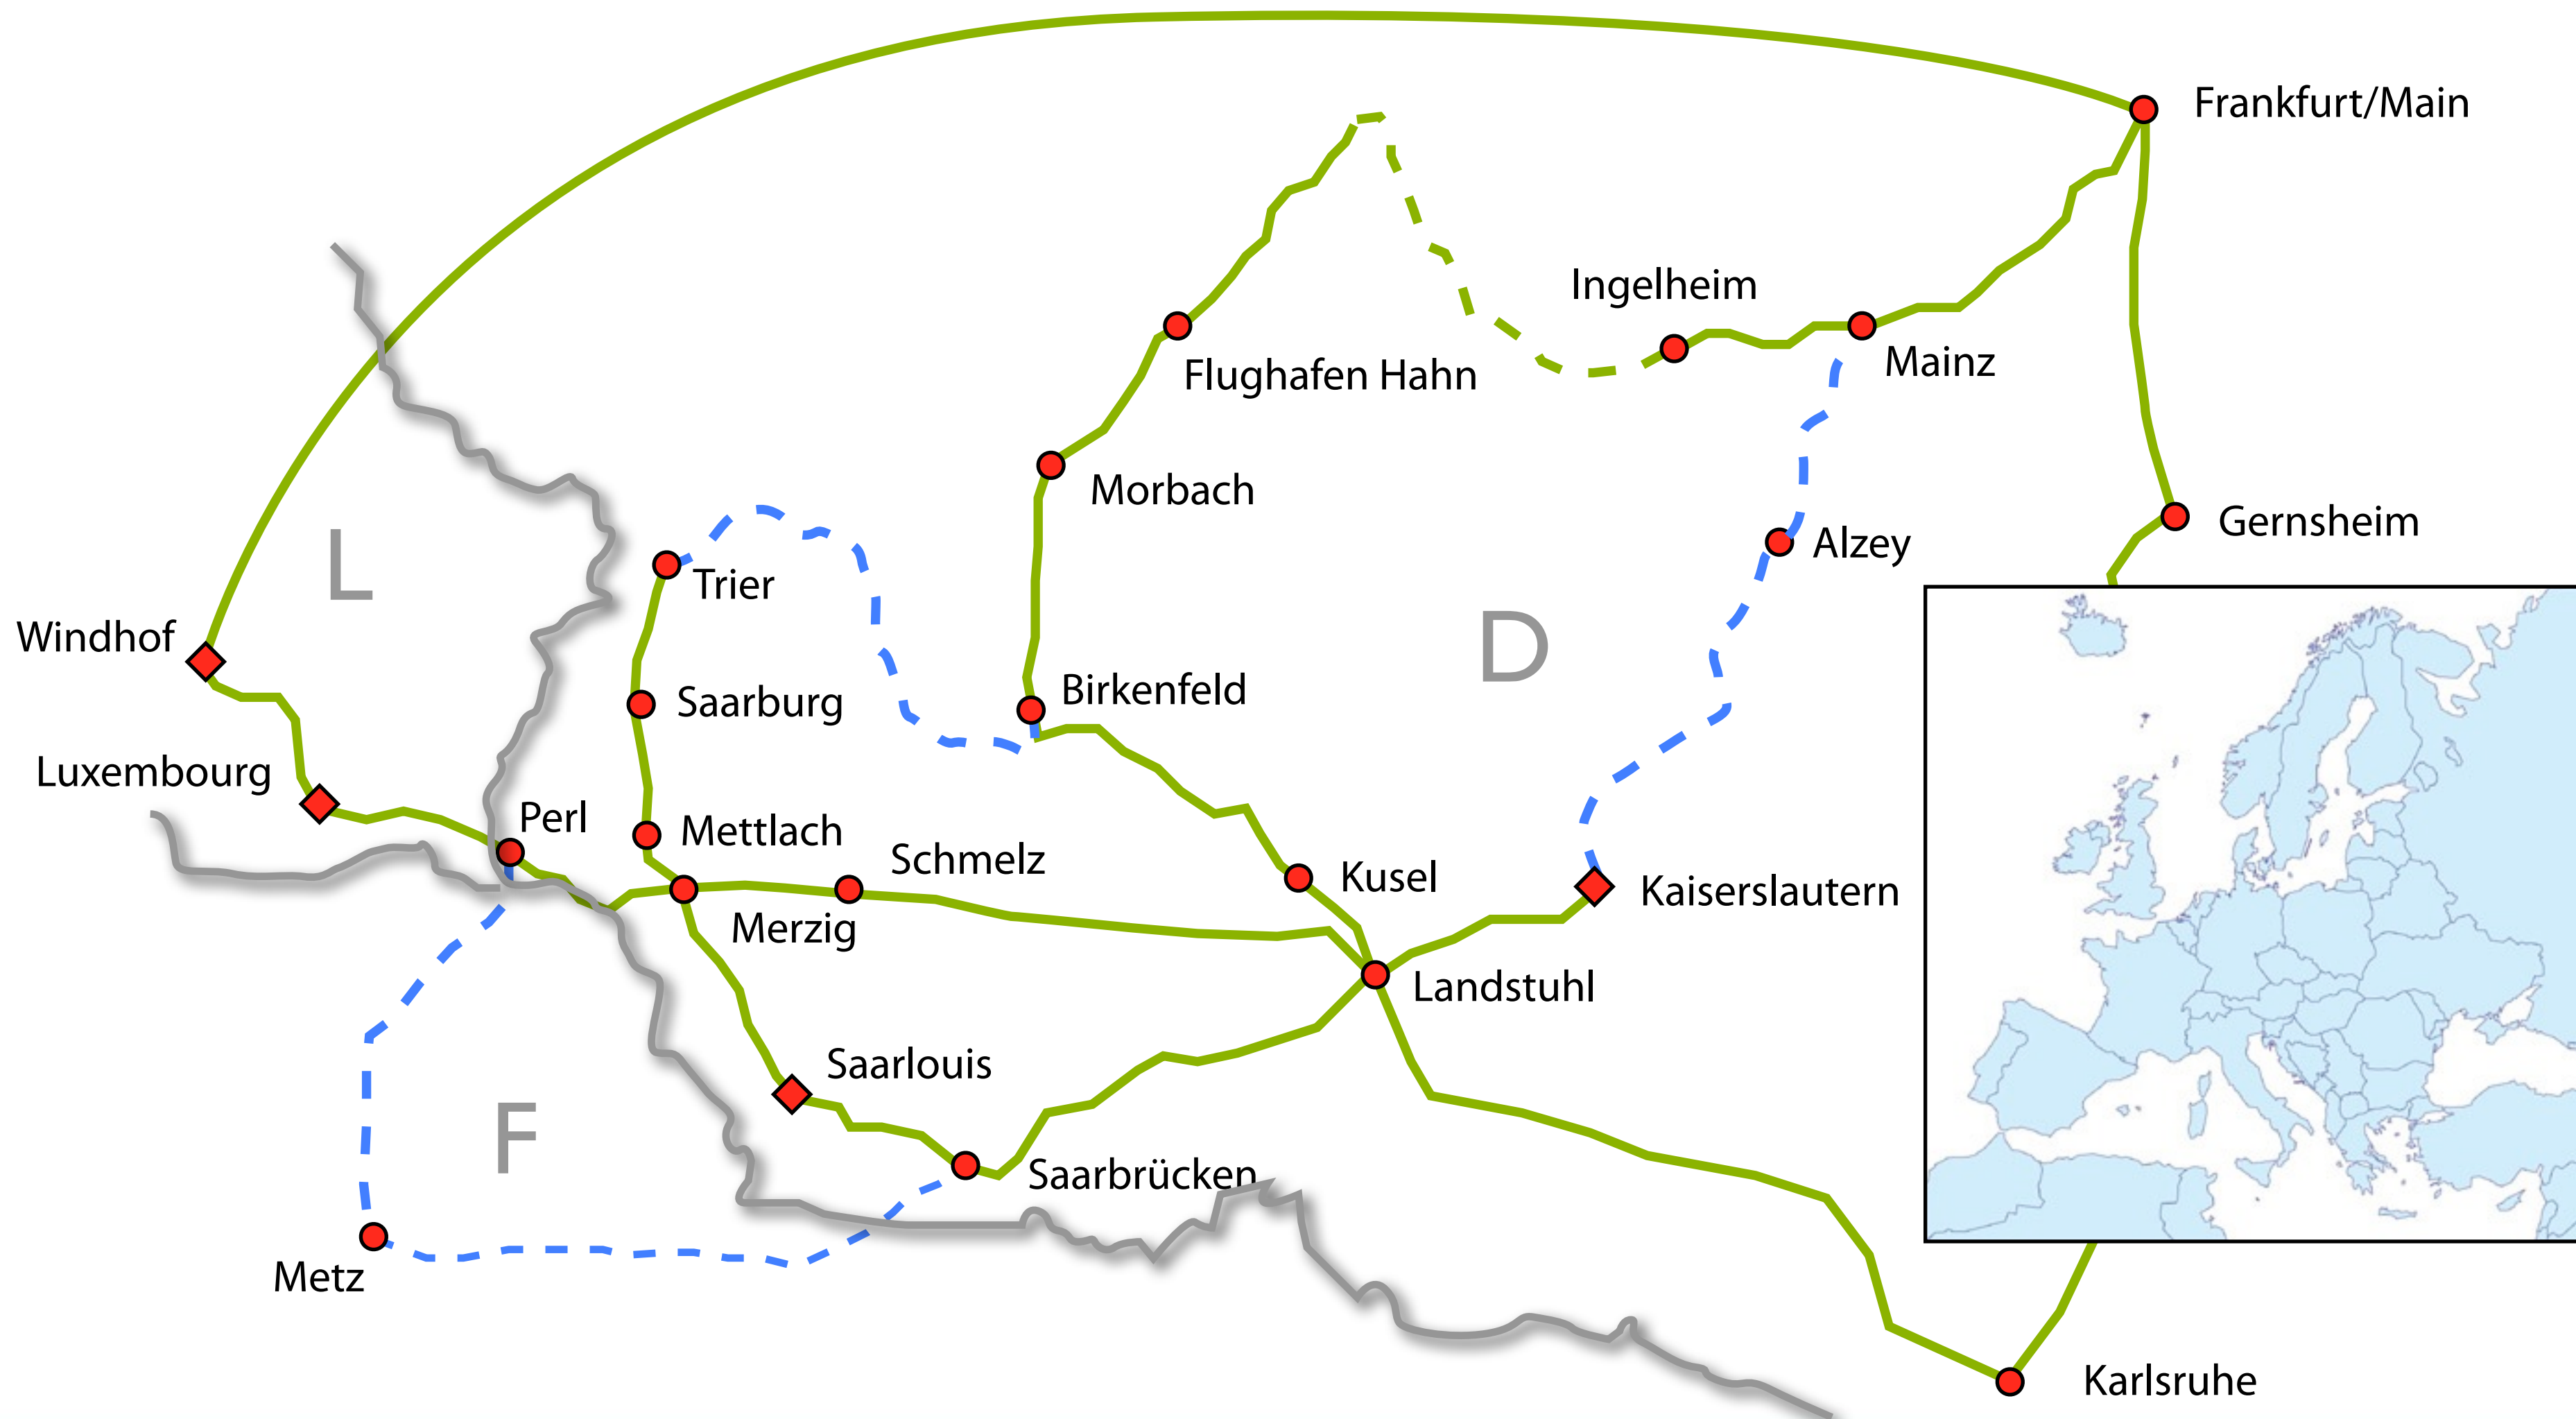 Frankfurt/Main
Ingelheim
Mainz
Flughafen Hahn
Morbach
Gernsheim
Alzey
L
Trier
D
Windhof
Saarburg
Birkenfeld
Luxembourg
Perl
Mettlach
Schmelz
Kusel
Kaiserslautern
Merzig
Landstuhl
Saarlouis
F
Saarbrücken
Metz
Karlsruhe